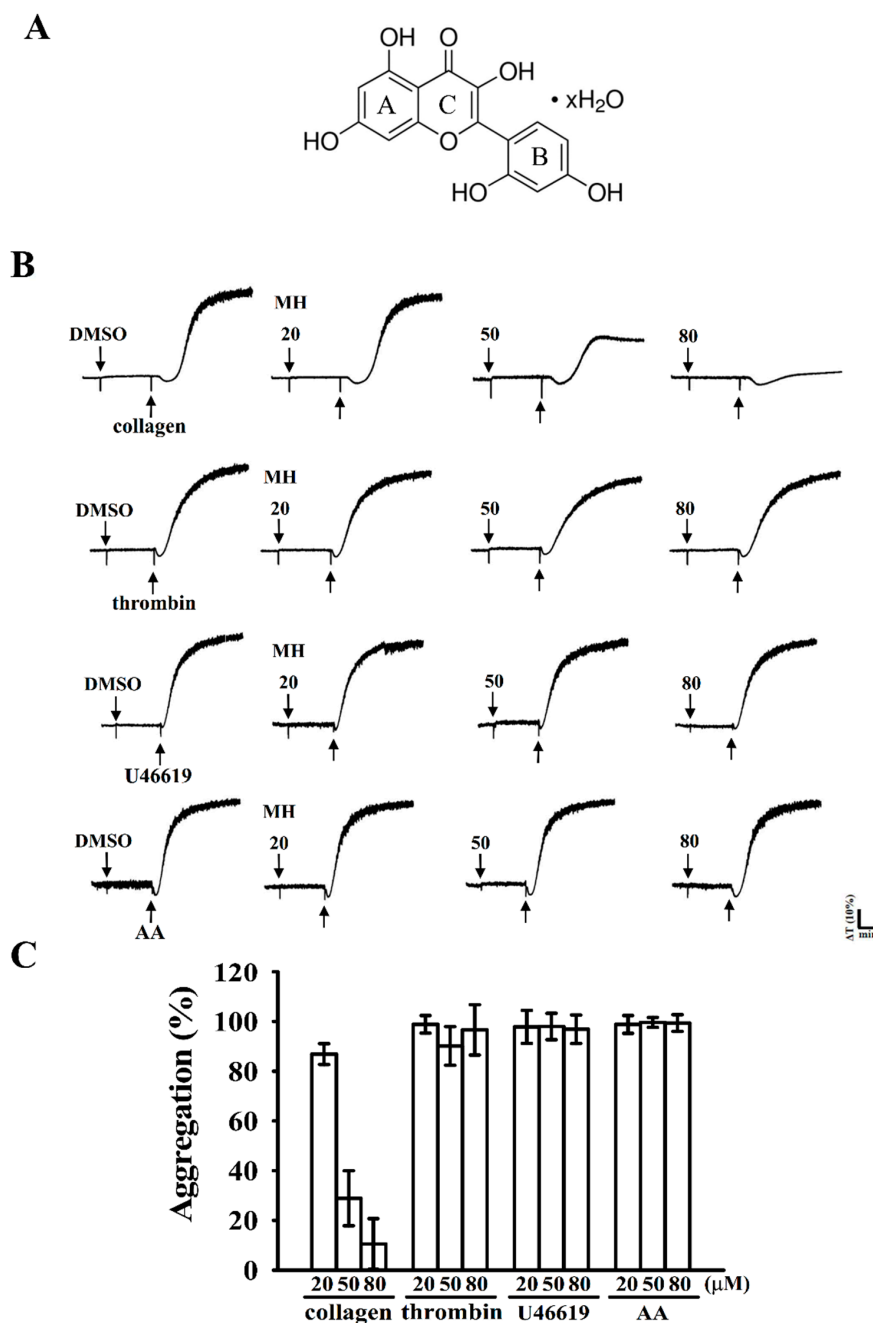 A
OH
O
OH
A
C
• xH₂O
HO
O
B
HO
OH
B
DMSO
MH
20
50
80
collagen
DMSO
MH
20
50
80
thrombin
DMSO
MH
20
50
80
U46619
DMSO
MH
20
50
80
AA
ΔT (10%)
C
Aggregation (%)
120
100
80
60
40
20
0
20 50 80 20 50 80 20 50 80 20 50 80 (μM)
collagen thrombin U46619 AA